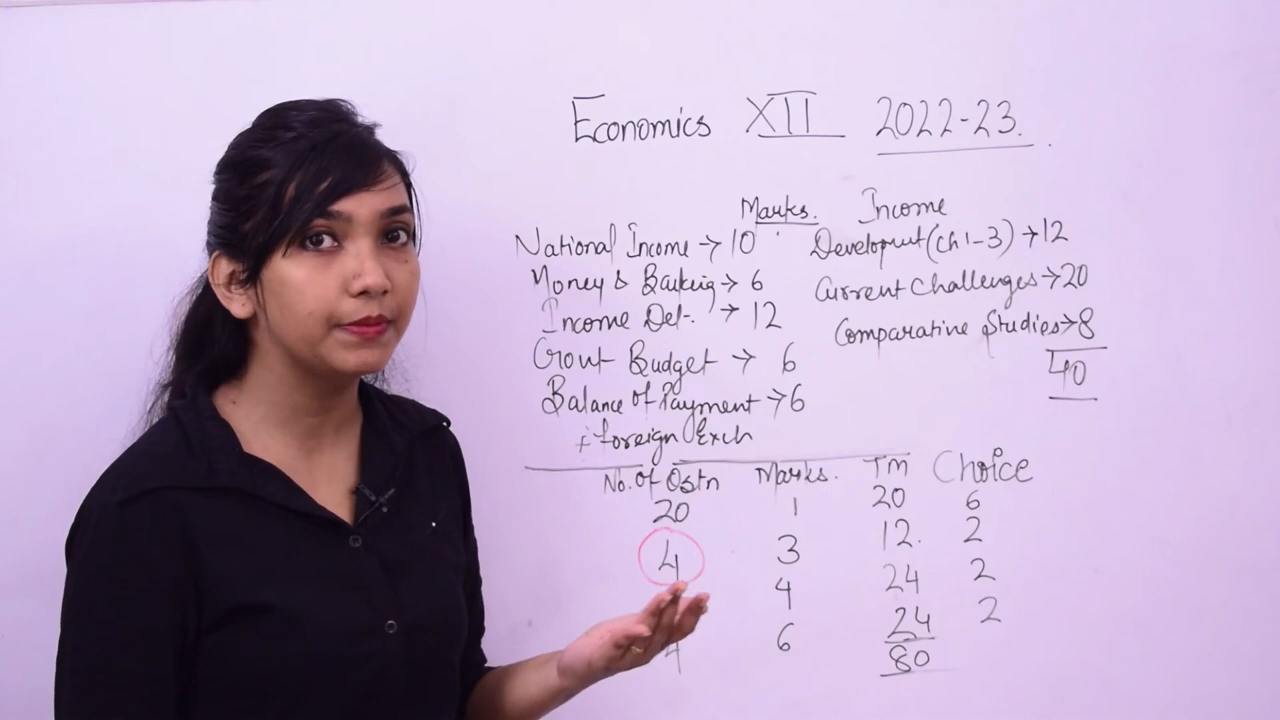 Economics XII 2022-23.
Marks.
National Income → 10
Money & Banking → 6
Income Det. → 12
Govt Budget → 6
Balance of Payment → 6
+ foreign Exch
Income
Development (Ch 1-3) → 12
Current Challenges → 20
Comparative Studies → 8
40
No. of Qstn Marks. TM Choice
20 1 20 6
4 3 12. 2
4 24 2
4 6 24 2
80